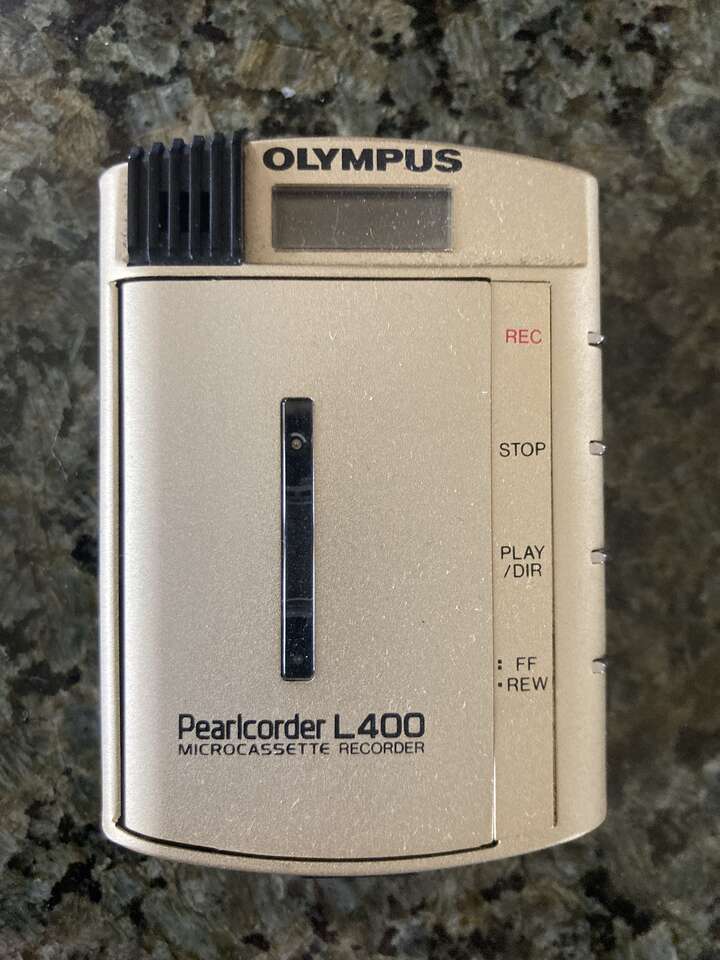 OLYMPUS
REC
STOP
PLAY
/DIR
: FF
·REW
Pearlcorder L400
MICROCASSETTE RECORDER